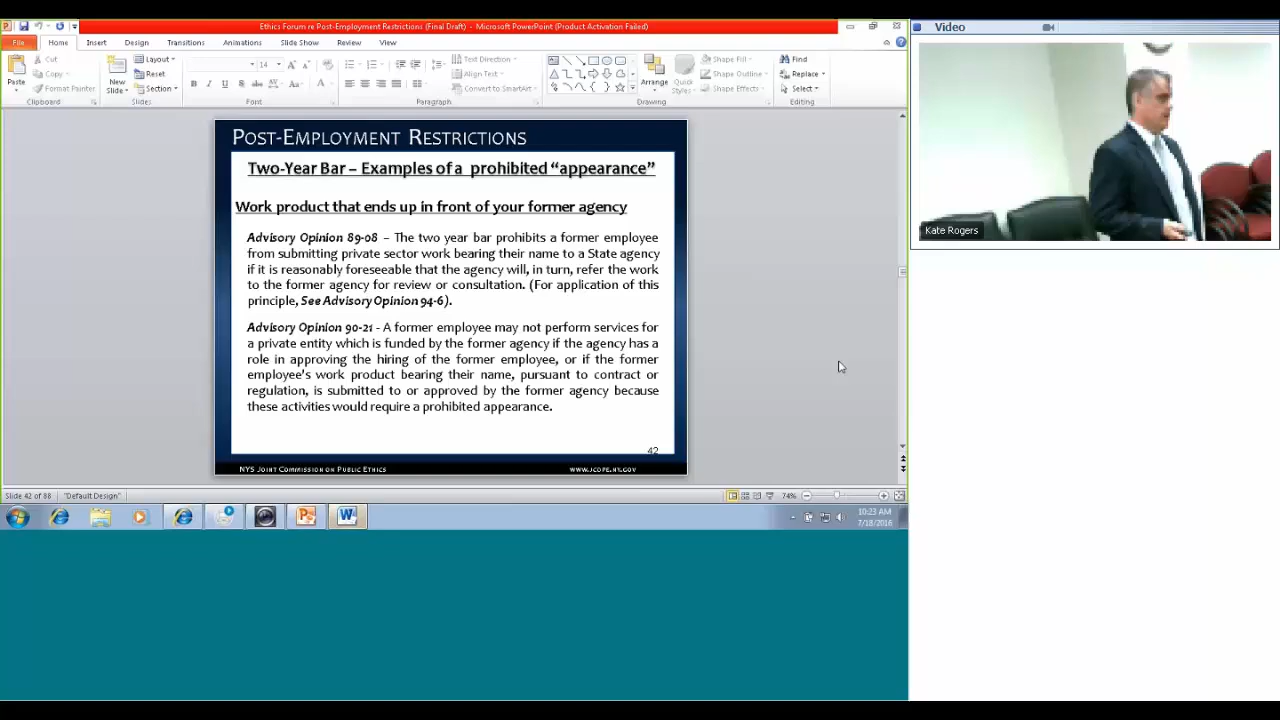 Ethics Forum re Post-Employment Restrictions (Final Draft) - Microsoft PowerPoint (Product Activation Failed)
File Home Insert Design Transitions Animations Slide Show Review View
Paste
Cut
Copy
Format Painter
Clipboard
New Slide
Layout
Reset
Section
Slides
14
Font
Text Direction
Align Text
Convert to SmartArt
Paragraph
Arrange
Quick Styles
Shape Fill
Shape Outline
Shape Effects
Drawing
Find
Replace
Select
Editing
POST-EMPLOYMENT RESTRICTIONS
Two-Year Bar – Examples of a prohibited “appearance”
Work product that ends up in front of your former agency
Advisory Opinion 89-08 – The two year bar prohibits a former employee
from submitting private sector work bearing their name to a State agency
if it is reasonably foreseeable that the agency will, in turn, refer the work
to the former agency for review or consultation. (For application of this
principle, See Advisory Opinion 94-6).
Advisory Opinion 90-21 - A former employee may not perform services for
a private entity which is funded by the former agency if the agency has a
role in approving the hiring of the former employee, or if the former
employee's work product bearing their name, pursuant to contract or
regulation, is submitted to or approved by the former agency because
these activities would require a prohibited appearance.
42
NYS JOINT COMMISSION ON PUBLIC ETHICS WWW.JCOPE.NY.GOV
Slide 42 of 88 "Default Design" 74%
10:23 AM
7/18/2016
Video
Kate Rogers